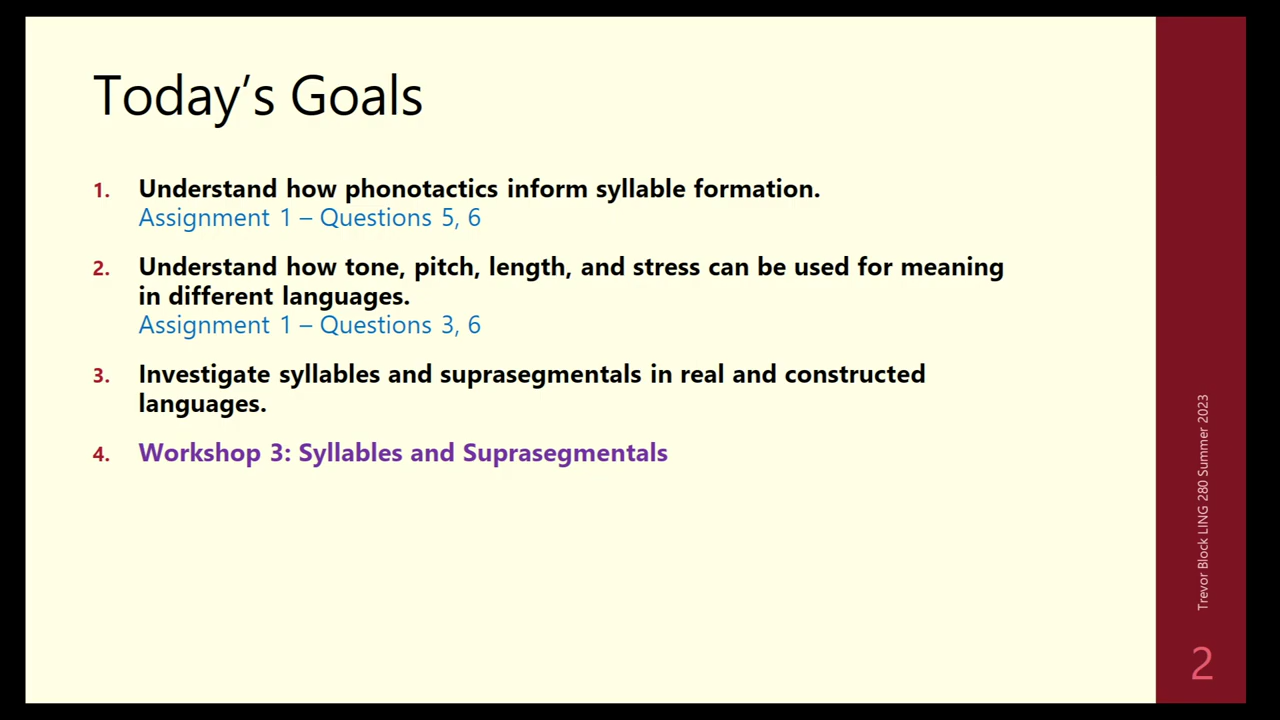 Today's Goals
1. Understand how phonotactics inform syllable formation.
Assignment 1 – Questions 5, 6
2. Understand how tone, pitch, length, and stress can be used for meaning
in different languages.
Assignment 1 – Questions 3, 6
3. Investigate syllables and suprasegmentals in real and constructed
languages.
4. Workshop 3: Syllables and Suprasegmentals
Trevor Block LING 280 Summer 2023
2